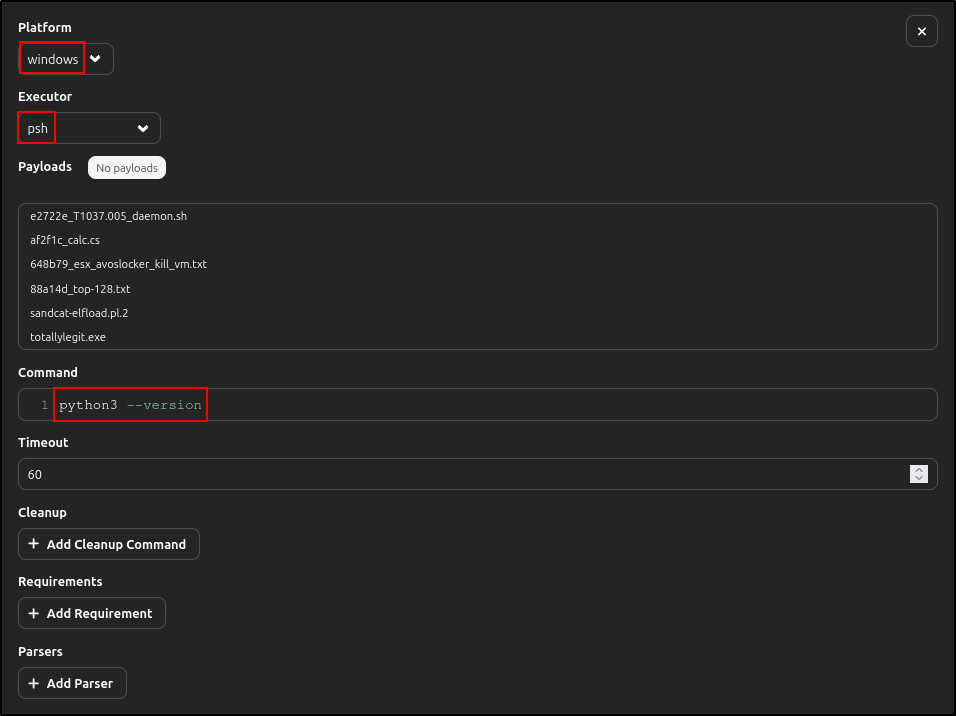 Platform
windows
Executor
psh
Payloads No payloads
e2722e_T1037.005_daemon.sh
af2f1c_calc.cs
648b79_esx_avoslocker_kill_vm.txt
88a14d_top-128.txt
sandcat-elfload.pl.2
totallylegit.exe
Command
1 python3 --version
Timeout
60
Cleanup
+ Add Cleanup Command
Requirements
+ Add Requirement
Parsers
+ Add Parser